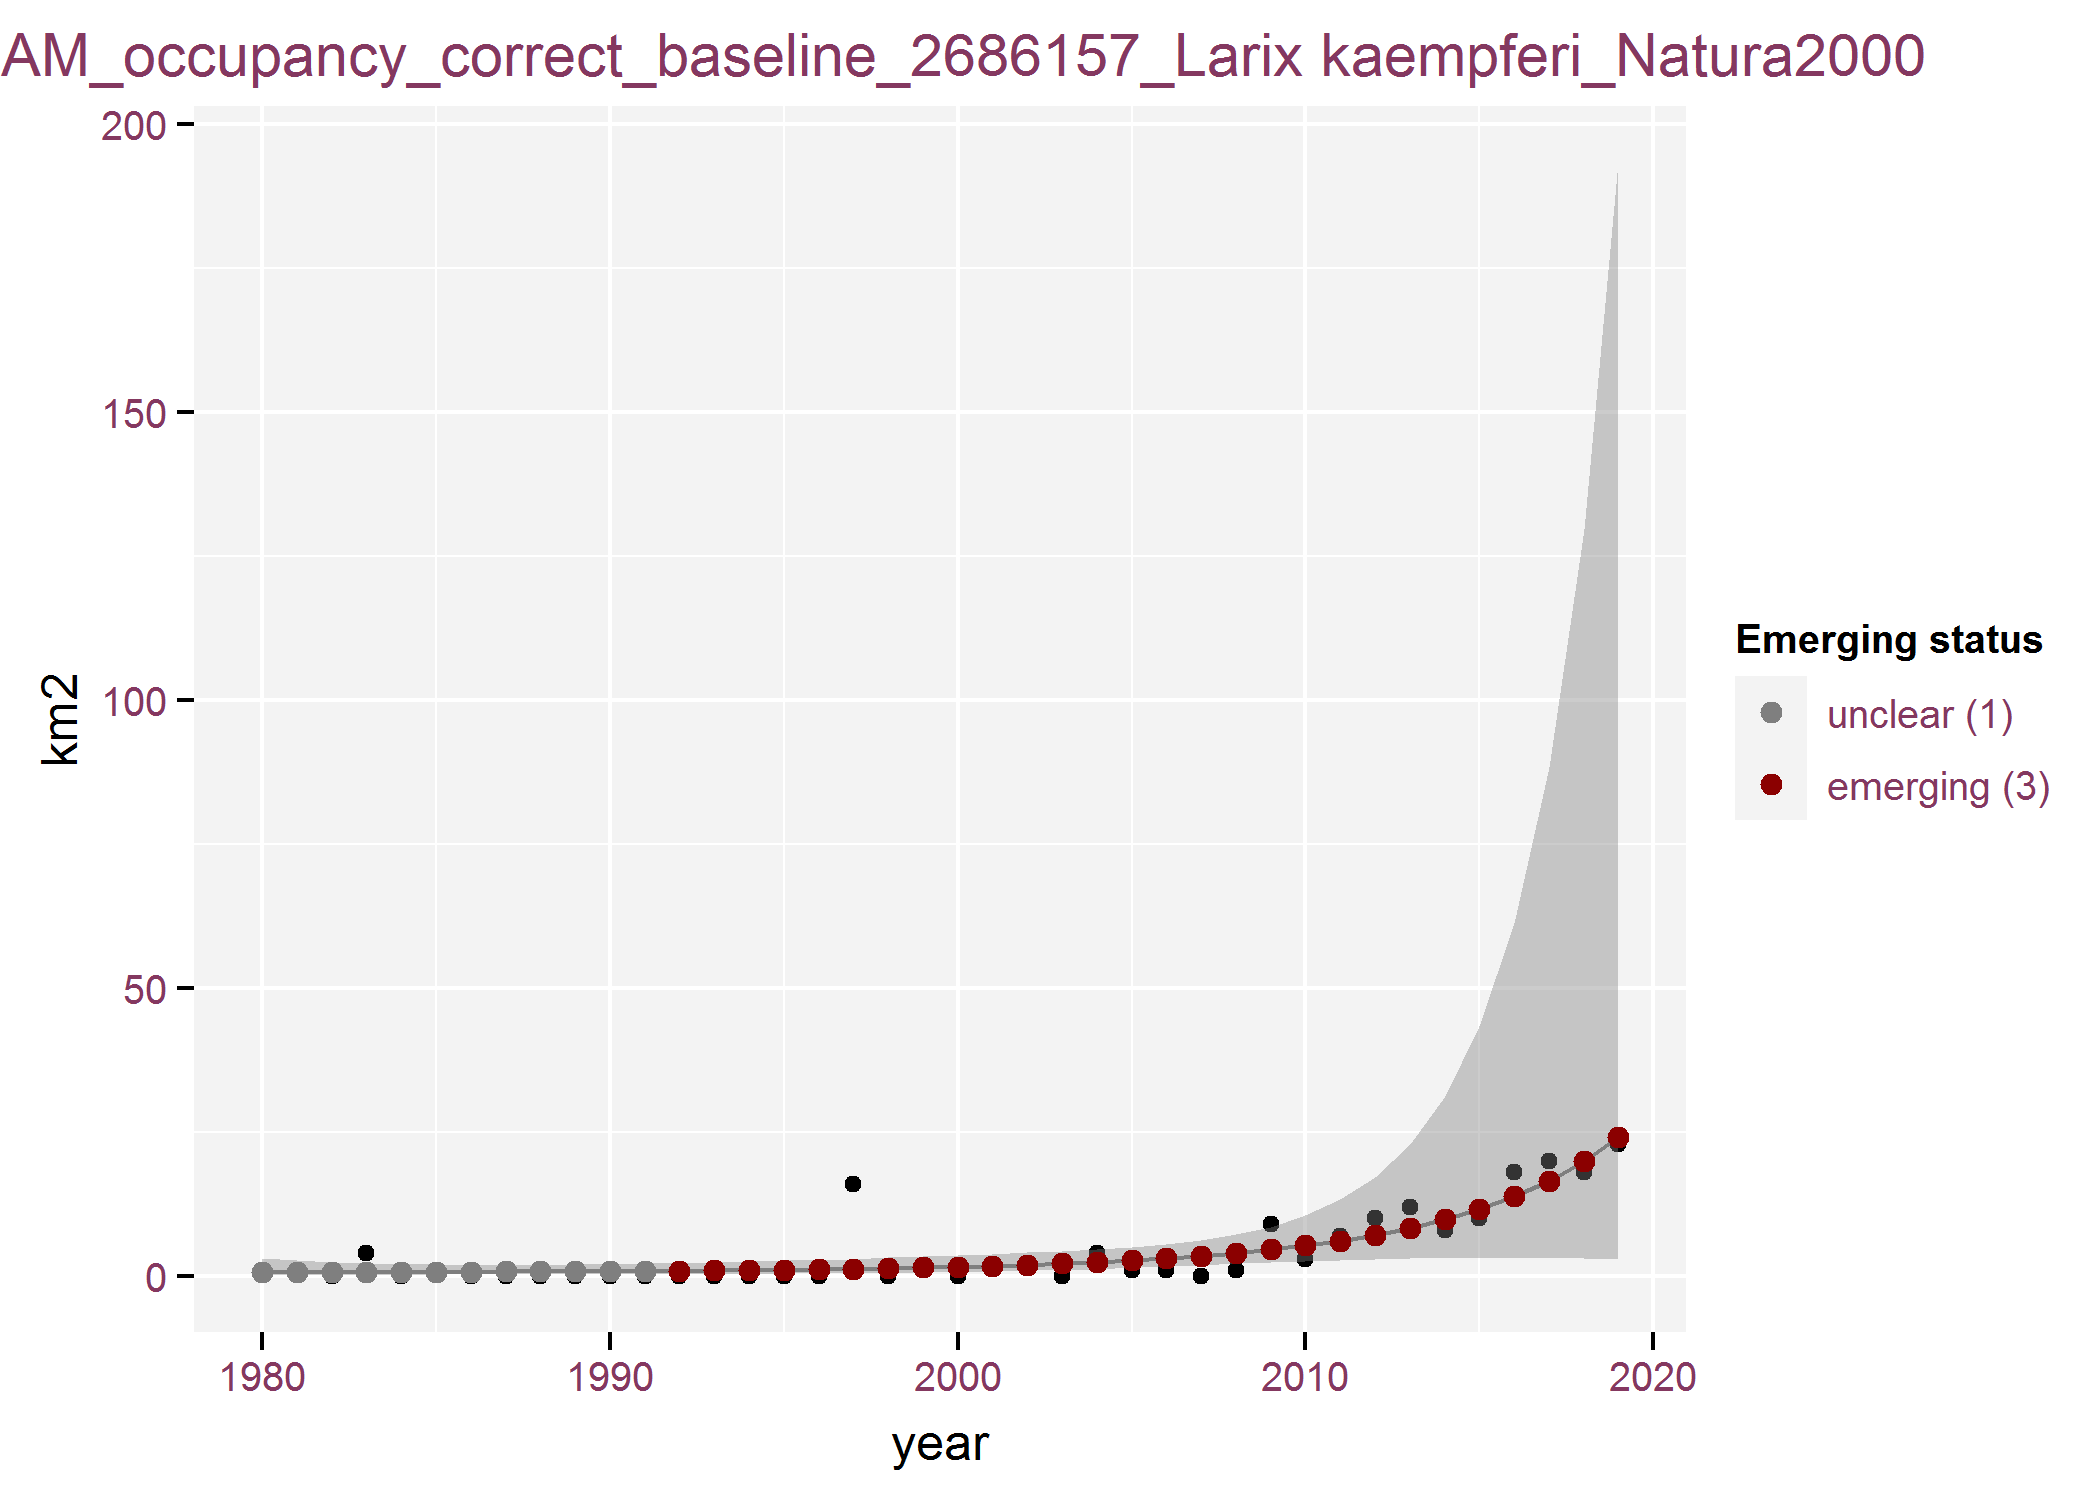 AM_occupancy_correct_baseline_2686157_Larix kaempferi_Natura2000
200
150
100
50
0
km2
1980
1990
2000
2010
2020
year
Emerging status
unclear (1)
emerging (3)